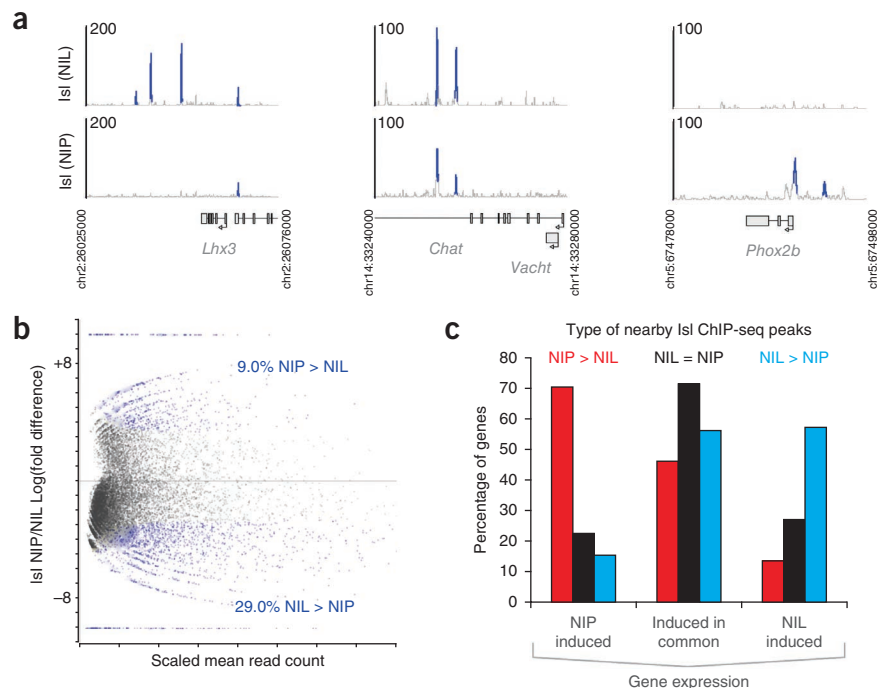 a
200
100
Isl (NIL)
200
100
100
Isl (NIP)
chr2:26025000
Lhx3
chr2:26076000
chr14:33240000
Chat
Vacht
chr14:33280000
chr5:67478000
Phox2b
chr5:67498000
b
Isl NIP/NIL Log(fold difference)
+8
9.0% NIP > NIL
–8
29.0% NIL > NIP
Scaled mean read count
c
Type of nearby Isl ChIP-seq peaks
NIP > NIL
NIL = NIP
NIL > NIP
Percentage of genes
80
70
60
50
40
30
20
10
0
NIP
induced
Induced in
common
NIL
induced
Gene expression